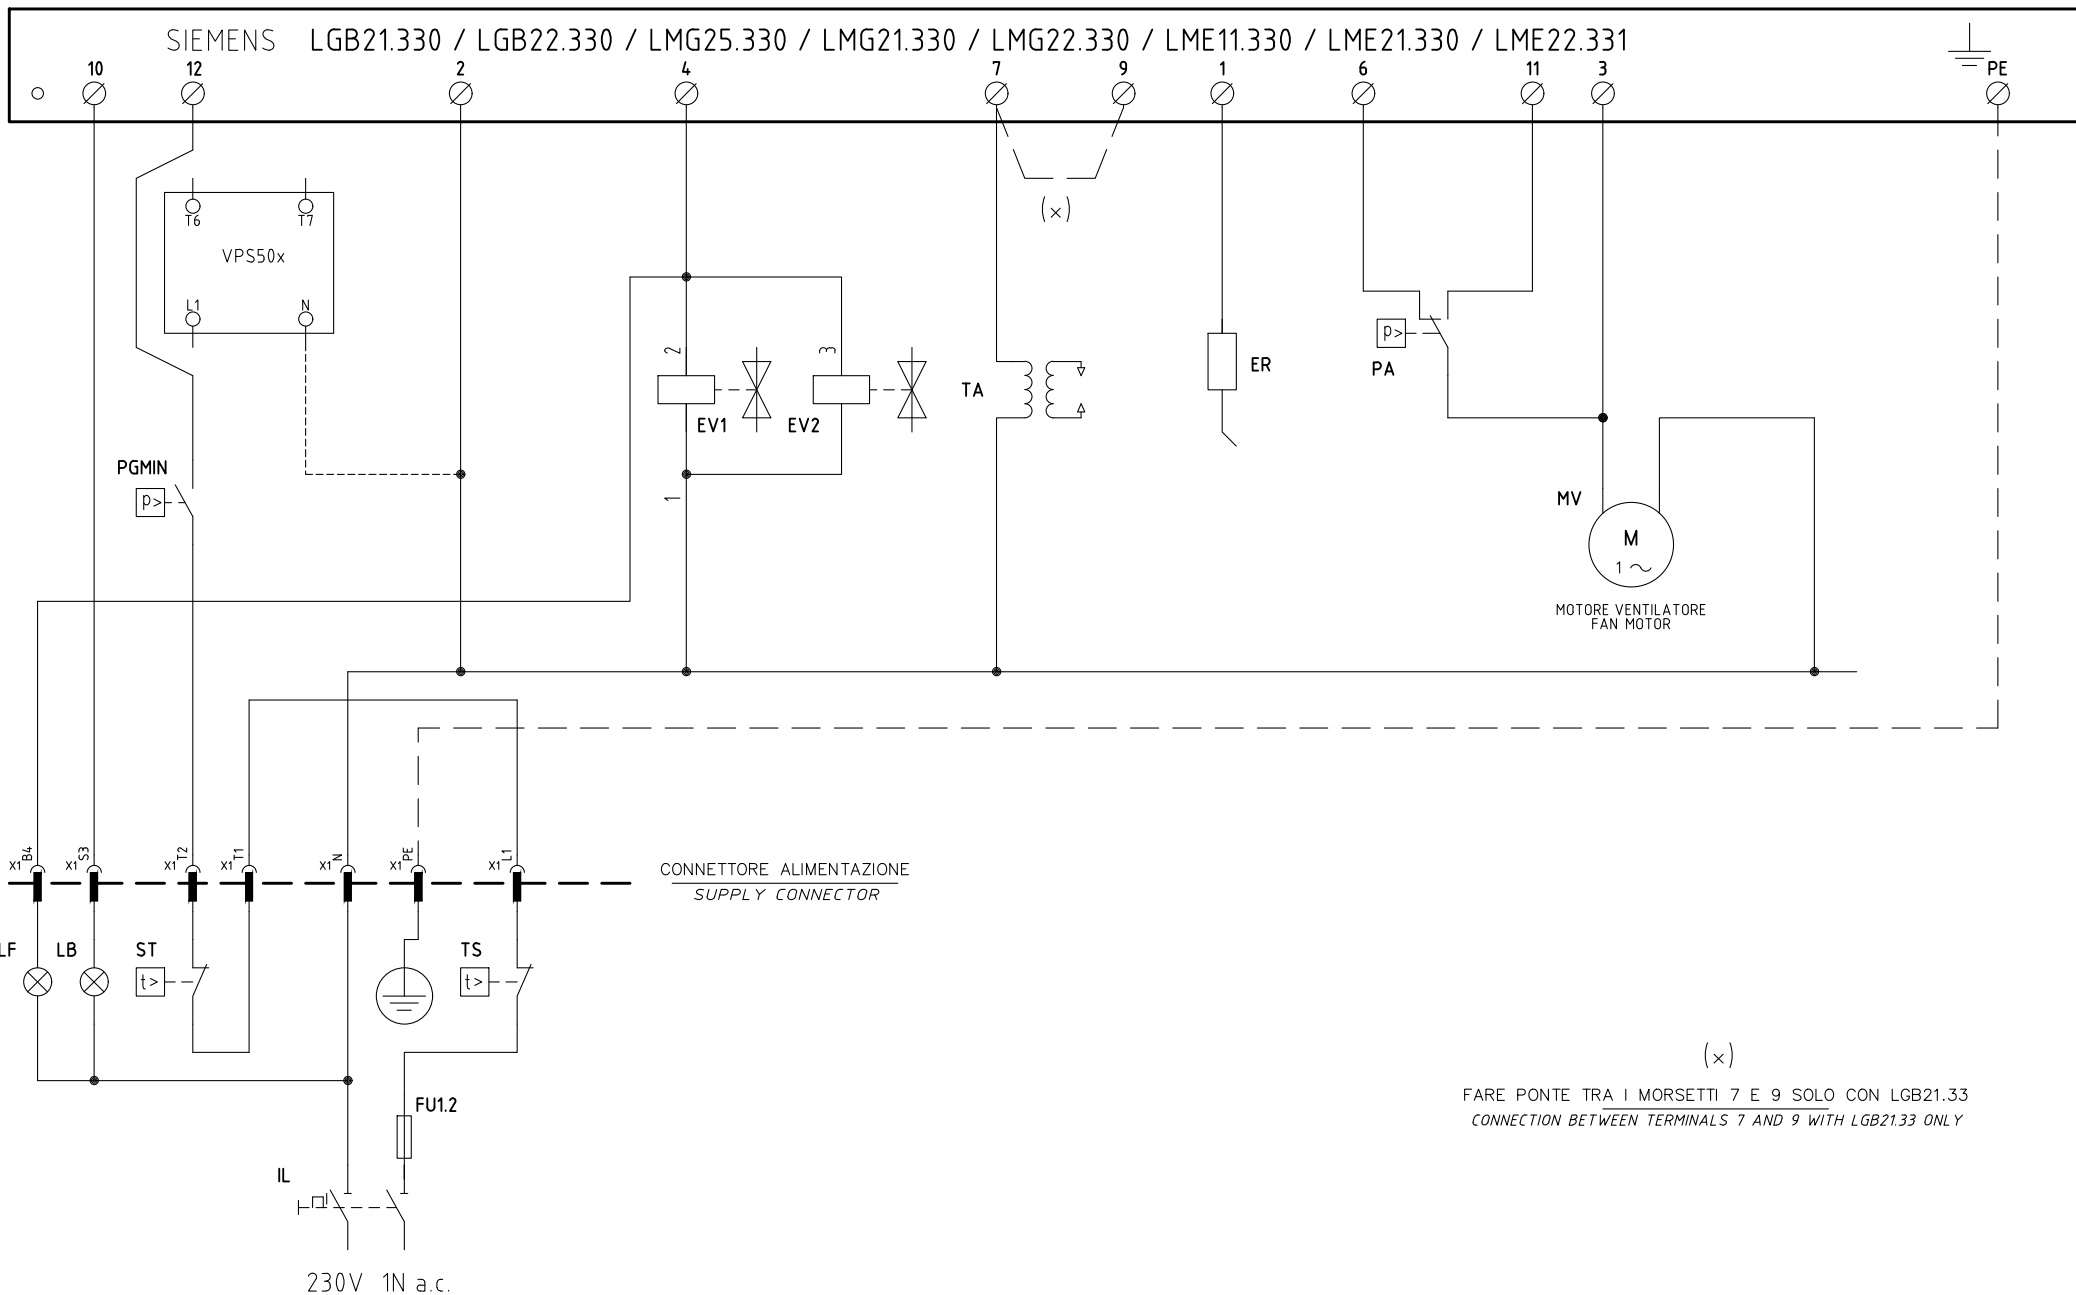 SIEMENS LGB21.330 / LGB22.330 / LMG25.330 / LMG21.330 / LMG22.330 / LME11.330 / LME21.330 / LME22.331
10 12 2 4 7 9 1 6 11 3 PE
(x)
T6 T7
VPS50x
L1 N
2 3
p> PA
TA
ER
EV1 EV2
PGMIN
p>
1
MV
M
1 ~
MOTORE VENTILATORE
FAN MOTOR
X1 B4 X1 S3 X1 T2 X1 T1 X1 N X1 PE X1 L1
CONNETTORE ALIMENTAZIONE
SUPPLY CONNECTOR
LF LB ST TS
t> t>
(x)
FARE PONTE TRA I MORSETTI 7 E 9 SOLO CON LGB21.33
CONNECTION BETWEEN TERMINALS 7 AND 9 WITH LGB21.33 ONLY
FU1.2
IL
230V 1N a.c.